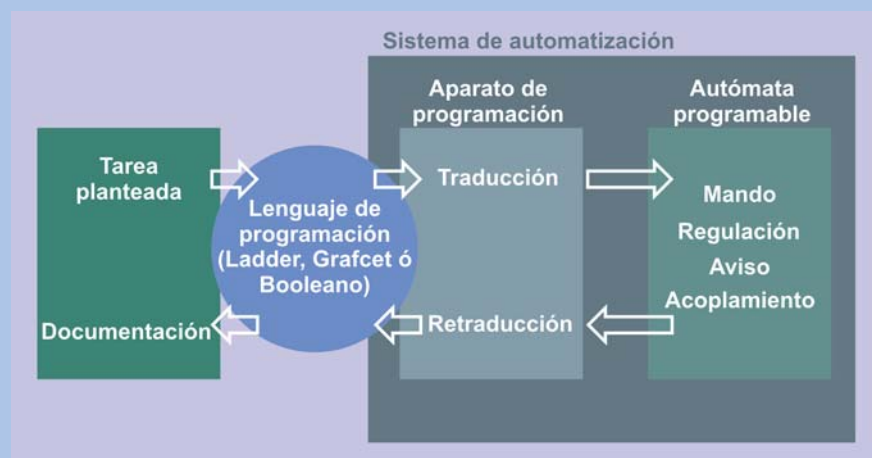 Sistema de automatización
Aparato de
programación
Autómata
programable
Tarea
planteada
Lenguaje de
programación
(Ladder, Grafcet ó
Booleano)
Traducción
Mando
Regulación
Aviso
Acoplamiento
Documentación
Retraducción